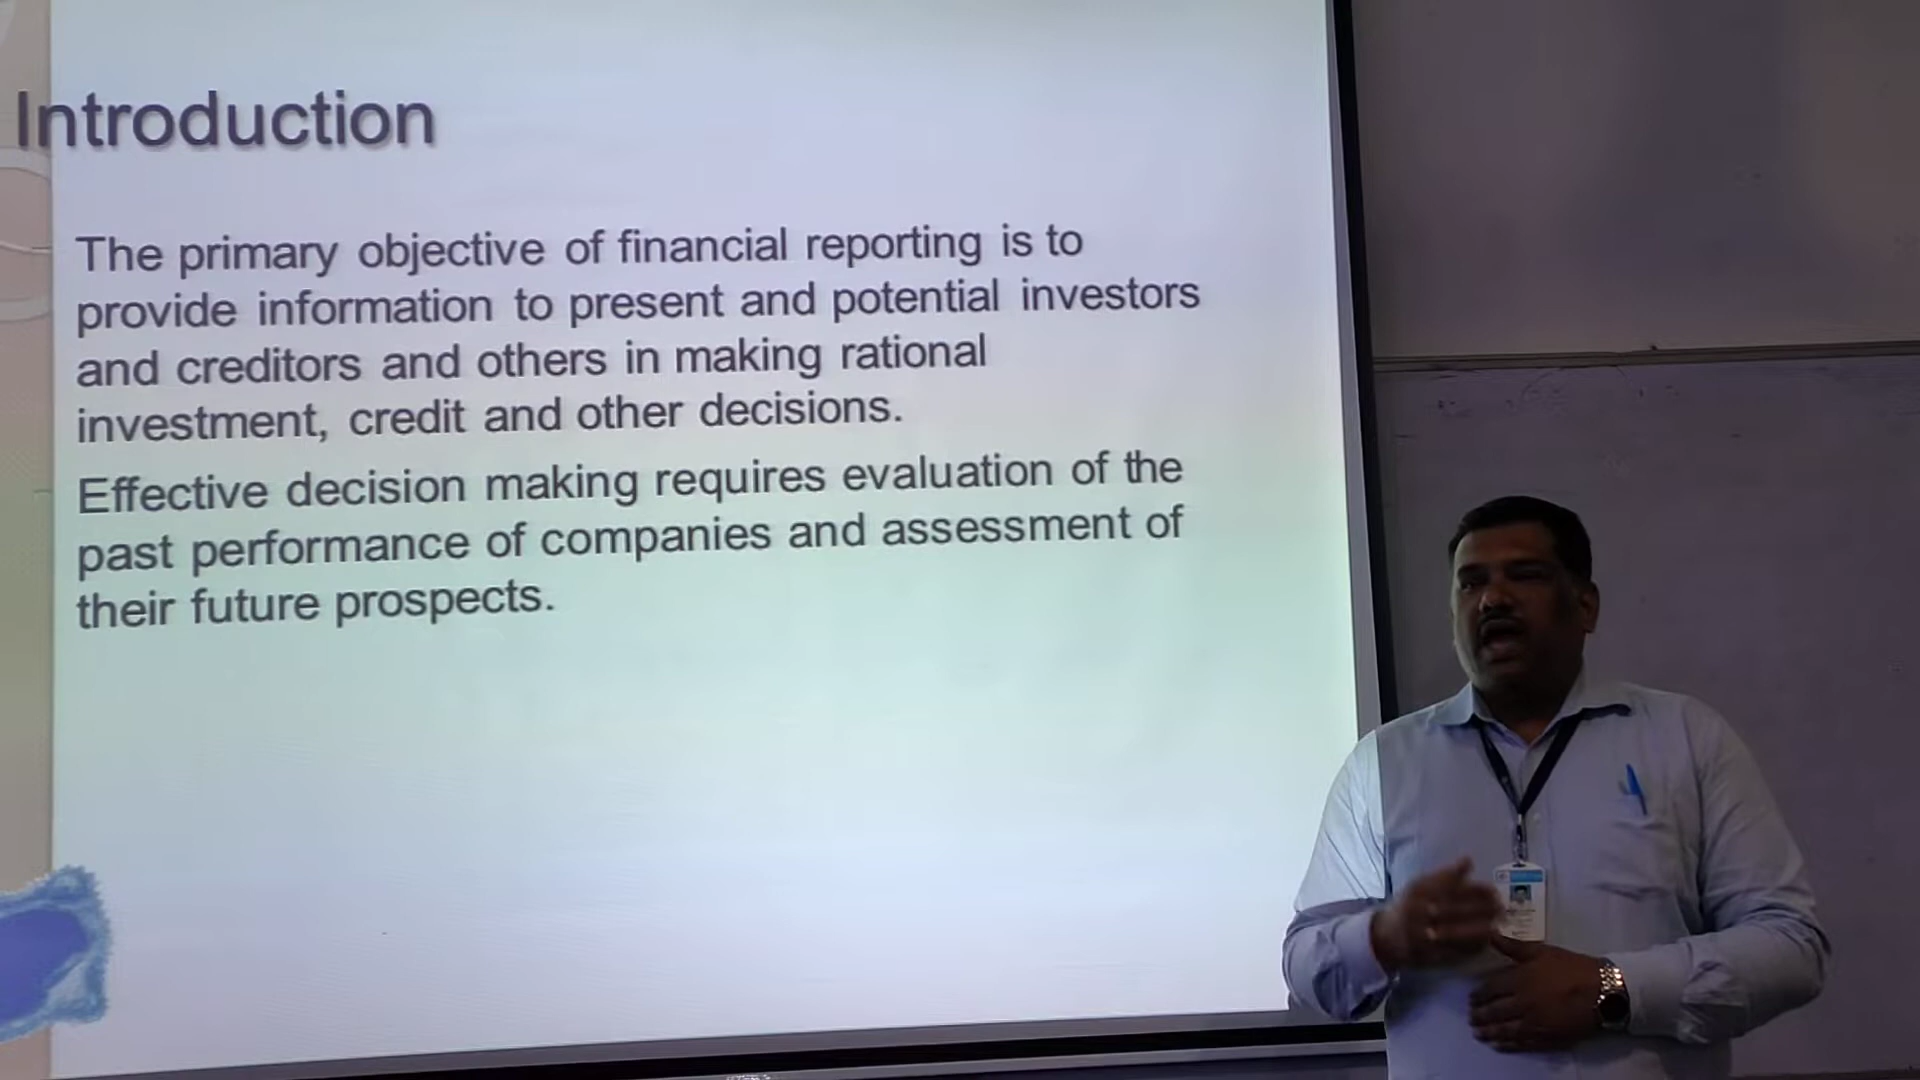 Introduction
The primary objective of financial reporting is to
provide information to present and potential investors
and creditors and others in making rational
investment, credit and other decisions.
Effective decision making requires evaluation of the
past performance of companies and assessment of
their future prospects.